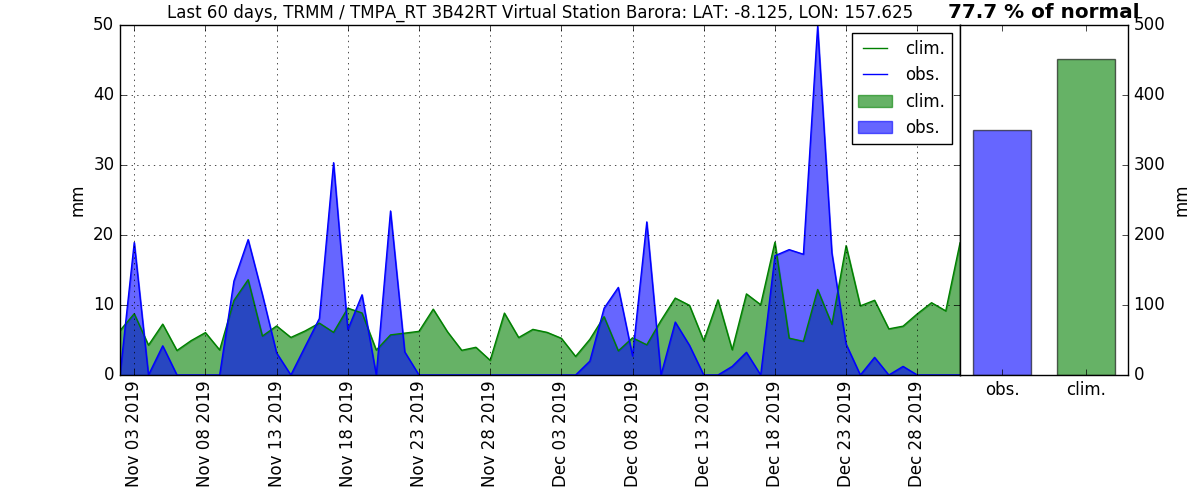 Last 60 days, TRMM / TMPA_RT 3B42RT Virtual Station Barora: LAT: -8.125, LON: 157.625
77.7 % of normal
50
40
30
20
10
0
mm
clim.
obs.
clim.
obs.
500
400
300
200
100
0
mm
Nov 03 2019
Nov 08 2019
Nov 13 2019
Nov 18 2019
Nov 23 2019
Nov 28 2019
Dec 03 2019
Dec 08 2019
Dec 13 2019
Dec 18 2019
Dec 23 2019
Dec 28 2019
obs.
clim.